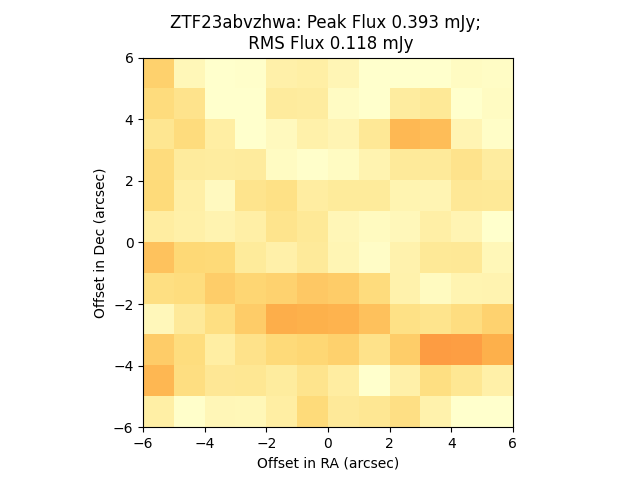 ZTF23abvzhwa: Peak Flux 0.393 mJy;
RMS Flux 0.118 mJy
6
4
2
0
−2
−4
−6
Offset in Dec (arcsec)
−6 −4 −2 0 2 4 6
Offset in RA (arcsec)